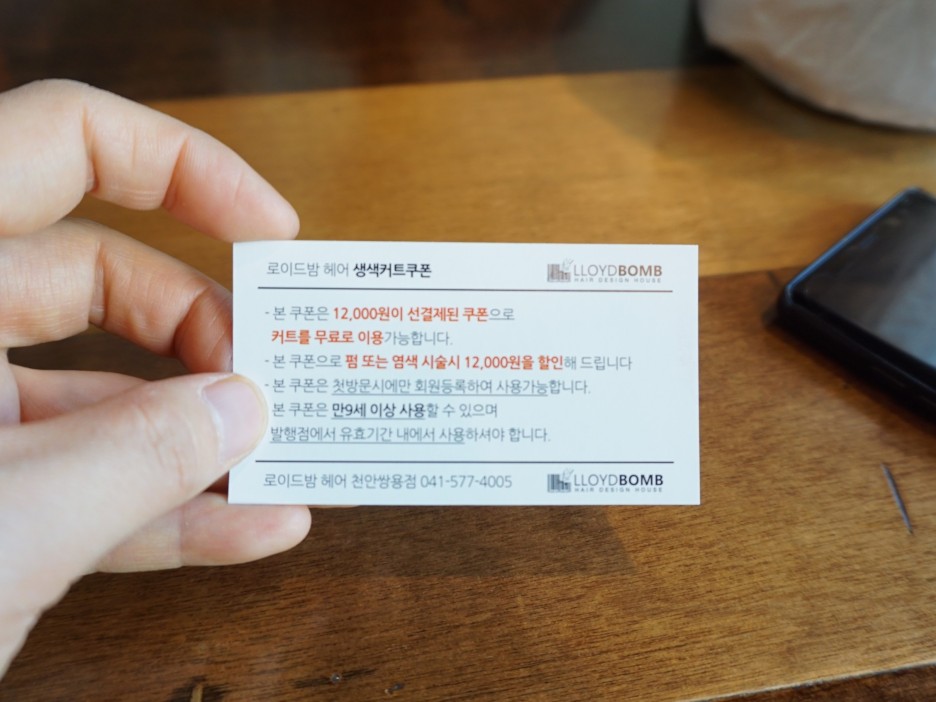 로이드밤 헤어 생색커트쿠폰
LLOYDBOMB
HAIR DESIGN HOUSE
- 본 쿠폰은 12,000원이 선결제된 쿠폰으로
커트를 무료로 이용가능합니다.
- 본 쿠폰으로 펌 또는 염색 시술시 12,000원을 할인해 드립니다
- 본 쿠폰은 첫방문시에만 회원등록하여 사용가능합니다.
- 본 쿠폰은 만9세 이상 사용할 수 있으며
발행점에서 유효기간 내에서 사용하셔야 합니다.
로이드밤 헤어 천안쌍용점 041-577-4005
LLOYDBOMB
HAIR DESIGN HOUSE